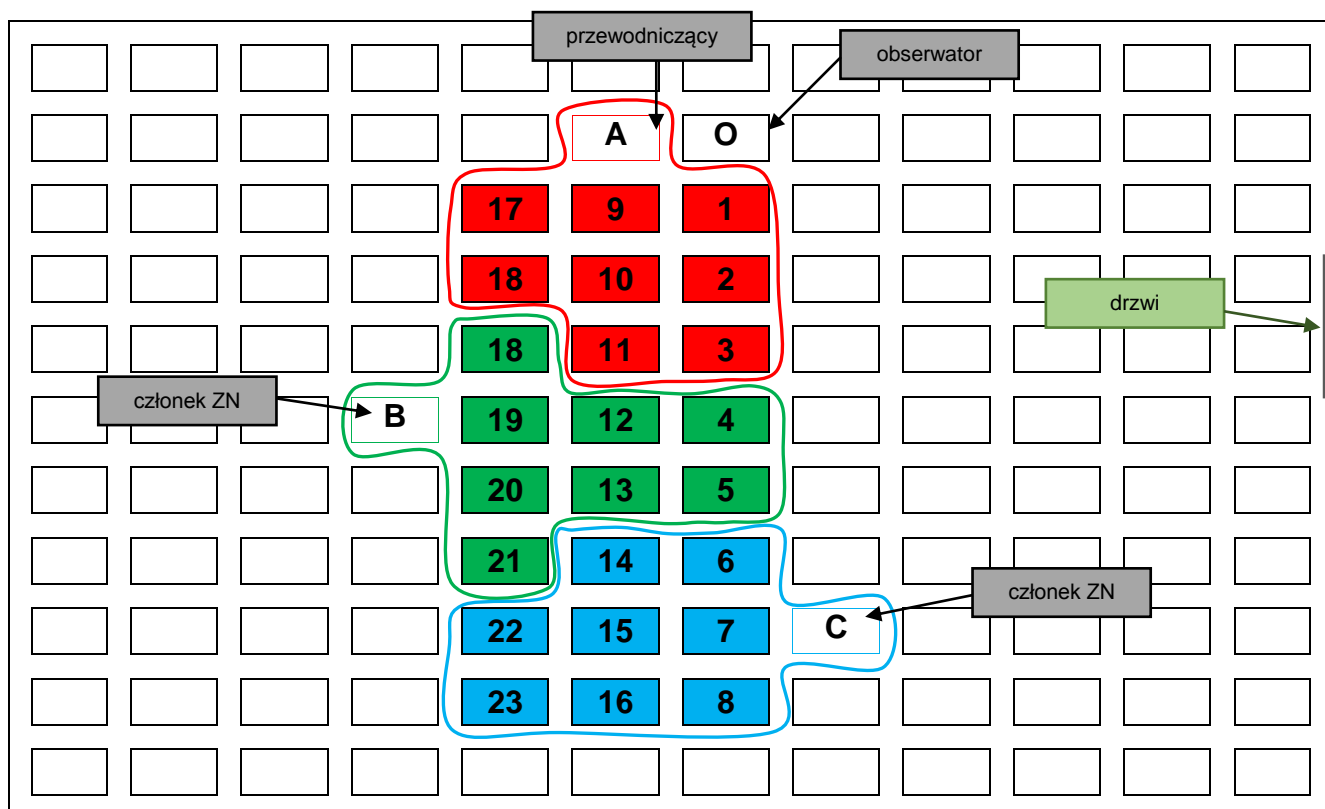 przewodniczący
obserwator
A O
17 9 1
18 10 2
drzwi
18 11 3
członek ZN
B 19 12 4
20 13 5
21 14 6
członek ZN
22 15 7 C
23 16 8